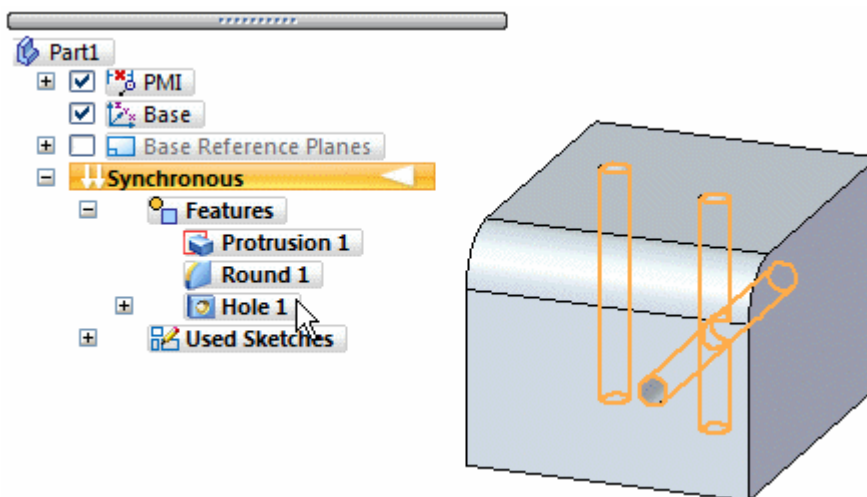 Part1
PMI
Base
Base Reference Planes
Synchronous
Features
Protrusion 1
Round 1
Hole 1
Used Sketches